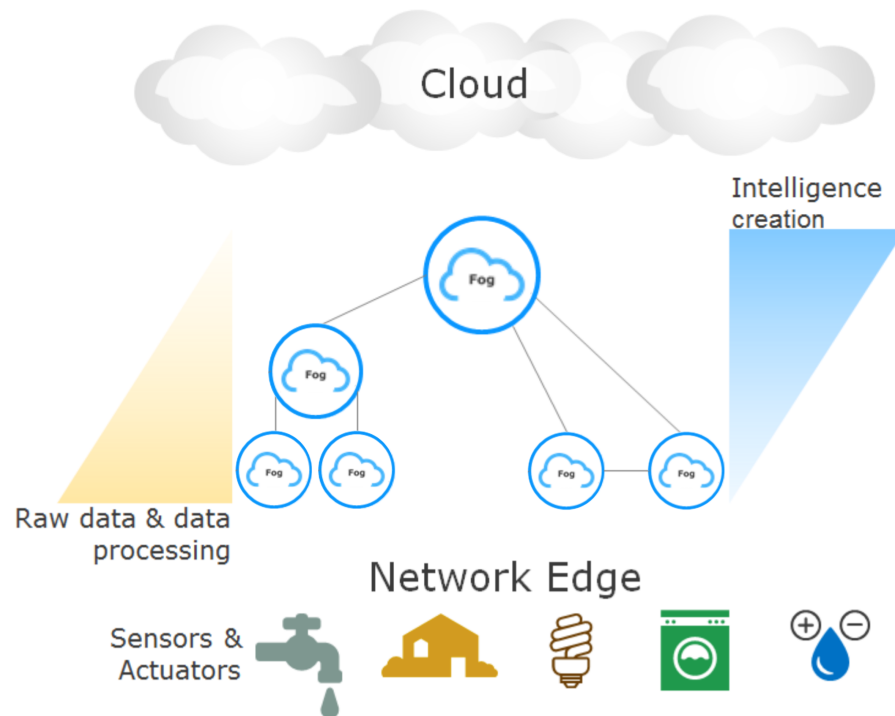 Cloud
Intelligence
creation
Fog
Fog
Fog
Fog
Fog
Fog
Raw data & data
processing
Network Edge
Sensors &
Actuators